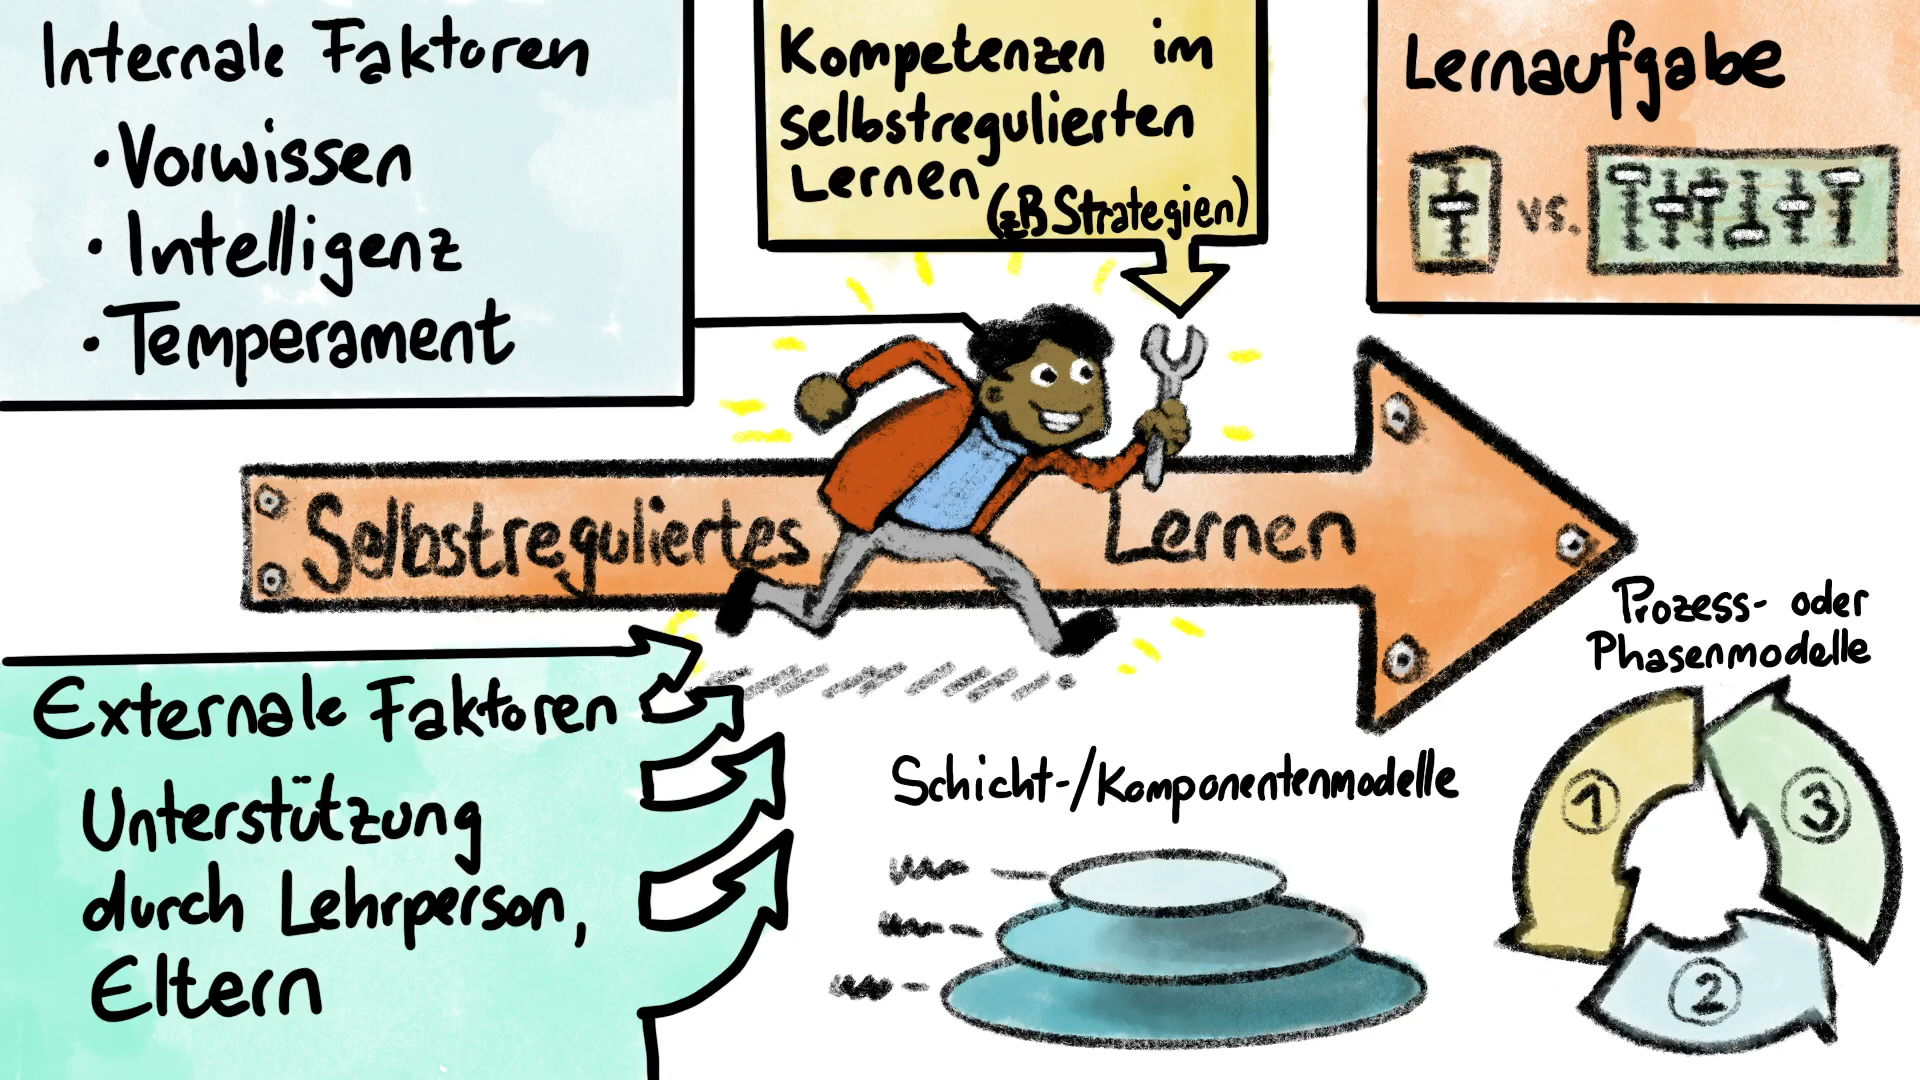 Internale Faktoren
• Vorwissen
• Intelligenz
• Temperament
Kompetenzen im
selbstregulierten
Lernen
(zB Strategien)
Lernaufgabe
vs.
Selbstreguliertes Lernen
Externale Faktoren
Unterstützung
durch Lehrperson,
Eltern
Schicht-/Komponentenmodelle
Prozess- oder
Phasenmodelle
1
3
2